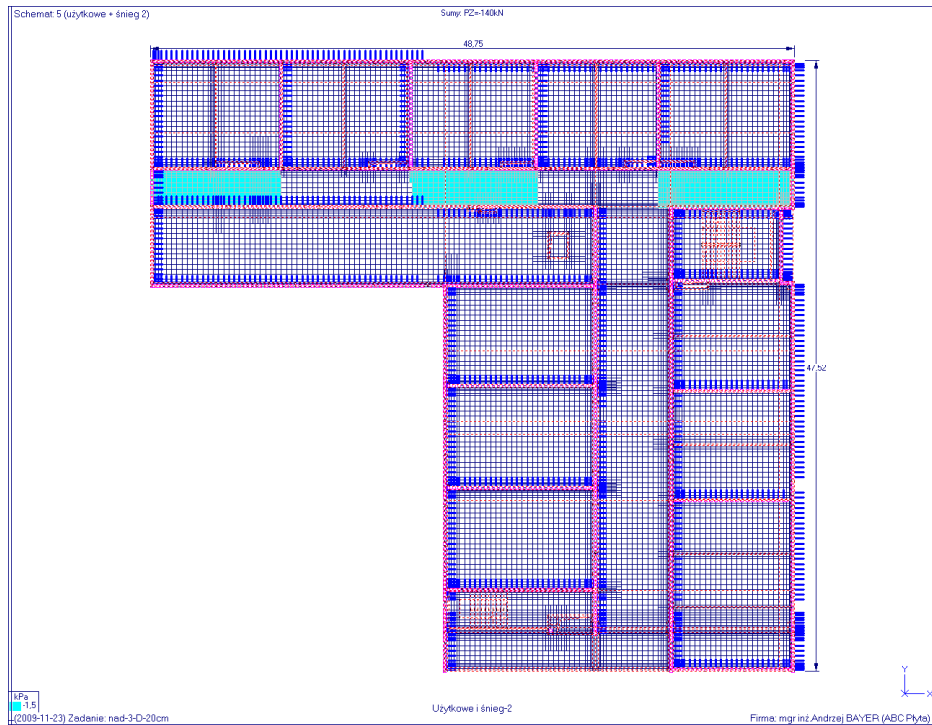 Schemat: 5 (użytkowe + śnieg 2)
Sumy: PZ=-140kN
48,75
47,52
Y
X
kPa
-1,5
Użytkowe i śnieg-2
(2009-11-23) Zadanie: nad-3-D-20cm
Firma: mgr inż.Andrzej BAYER (ABC Płyta)